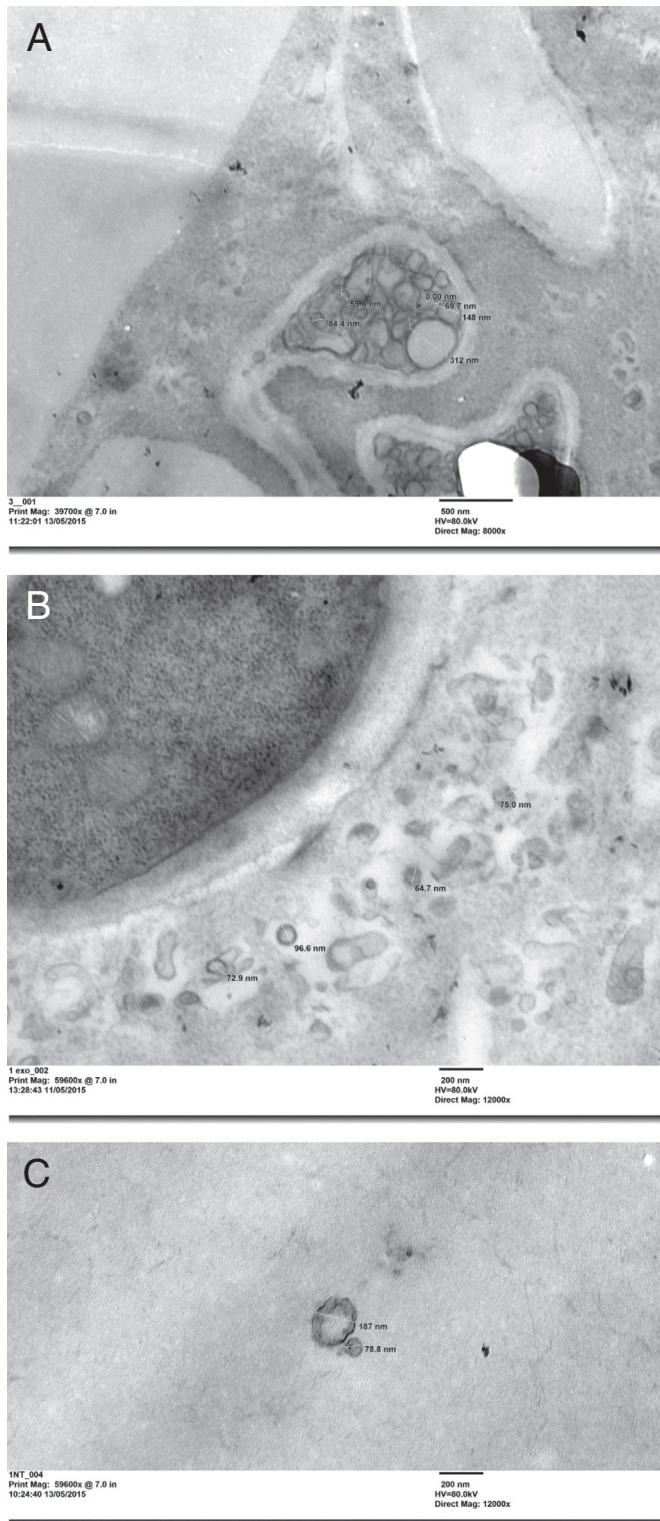 A
59.6 nm
0.00 nm
69.7 nm
148 nm
84.4 nm
312 nm
3__001
Print Mag: 39700x @ 7.0 in
11:22:01 13/05/2015
500 nm
HV=80.0kV
Direct Mag: 8000x
B
75.0 nm
64.7 nm
96.6 nm
72.9 nm
1 exo_002
Print Mag: 59600x @ 7.0 in
13:28:43 11/05/2015
200 nm
HV=80.0kV
Direct Mag: 12000x
C
187 nm
78.8 nm
1NT_004
Print Mag: 59600x @ 7.0 in
10:24:40 13/05/2015
200 nm
HV=80.0kV
Direct Mag: 12000x